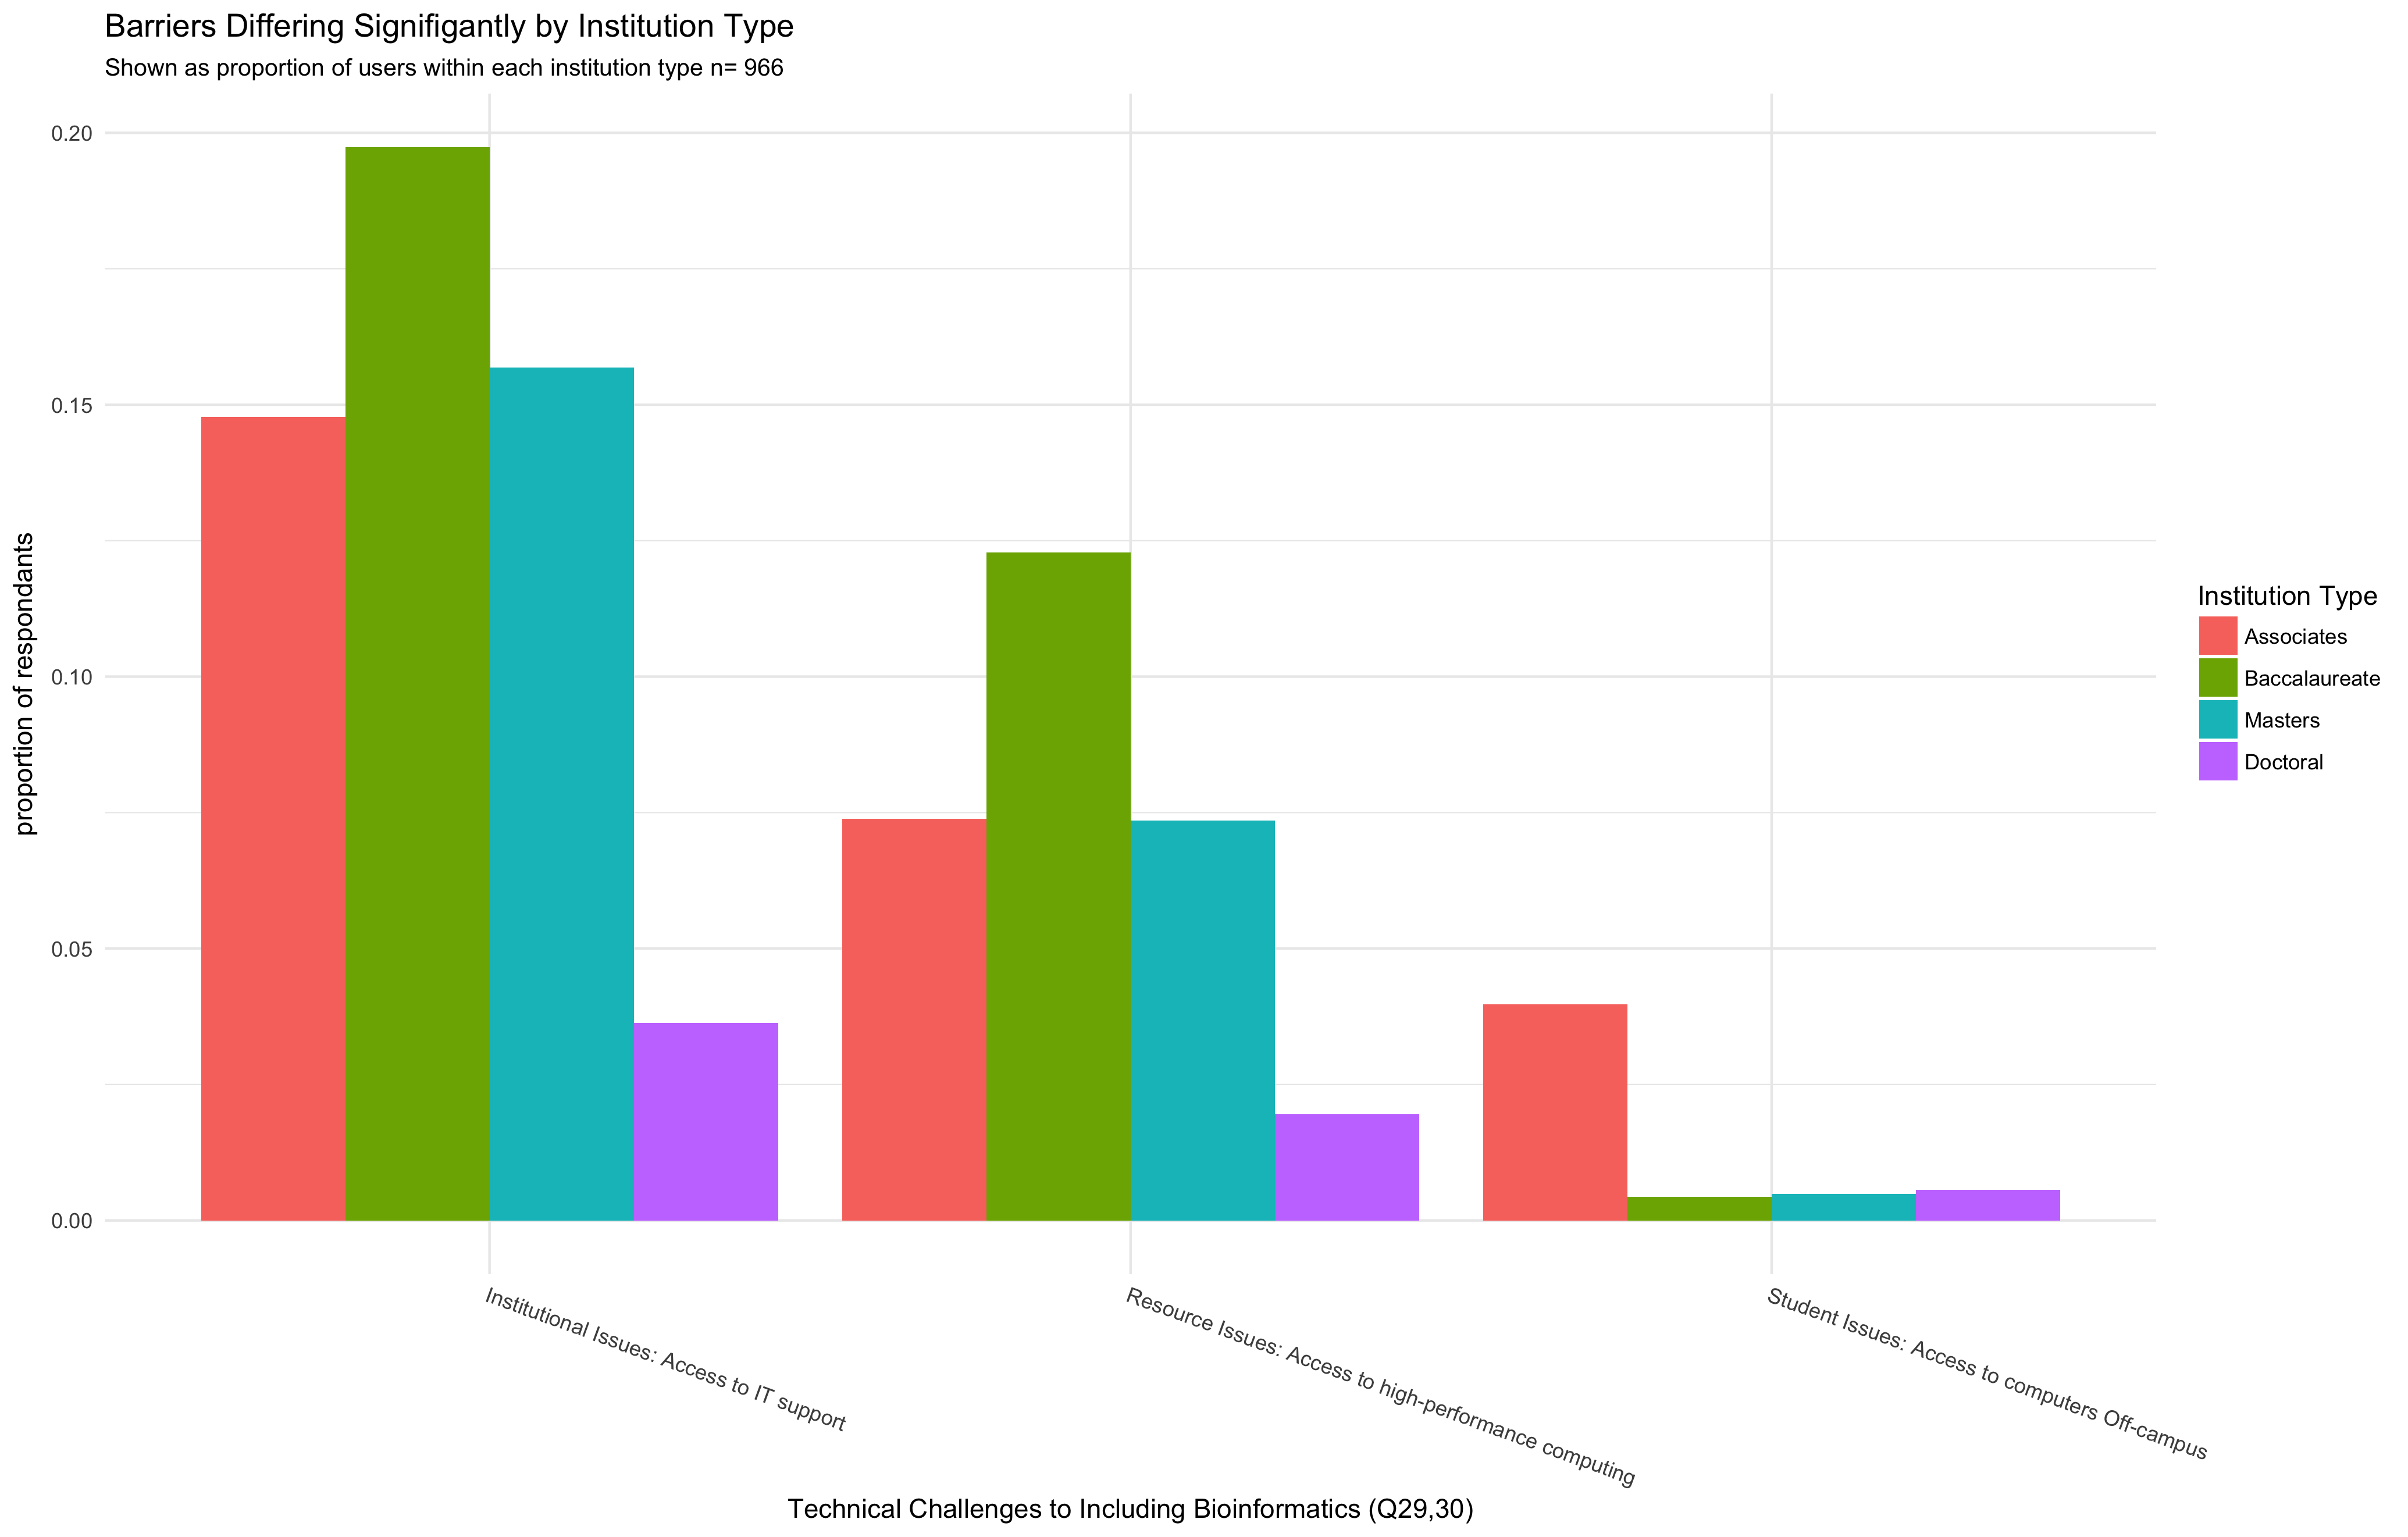 Barriers Differing Signifigantly by Institution Type
Shown as proportion of users within each institution type n= 966
proportion of respondants
0.20
0.15
0.10
0.05
0.00
Institutional Issues: Access to IT support
Resource Issues: Access to high-performance computing
Student Issues: Access to computers Off-campus
Technical Challenges to Including Bioinformatics (Q29,30)
Institution Type
Associates
Baccalaureate
Masters
Doctoral